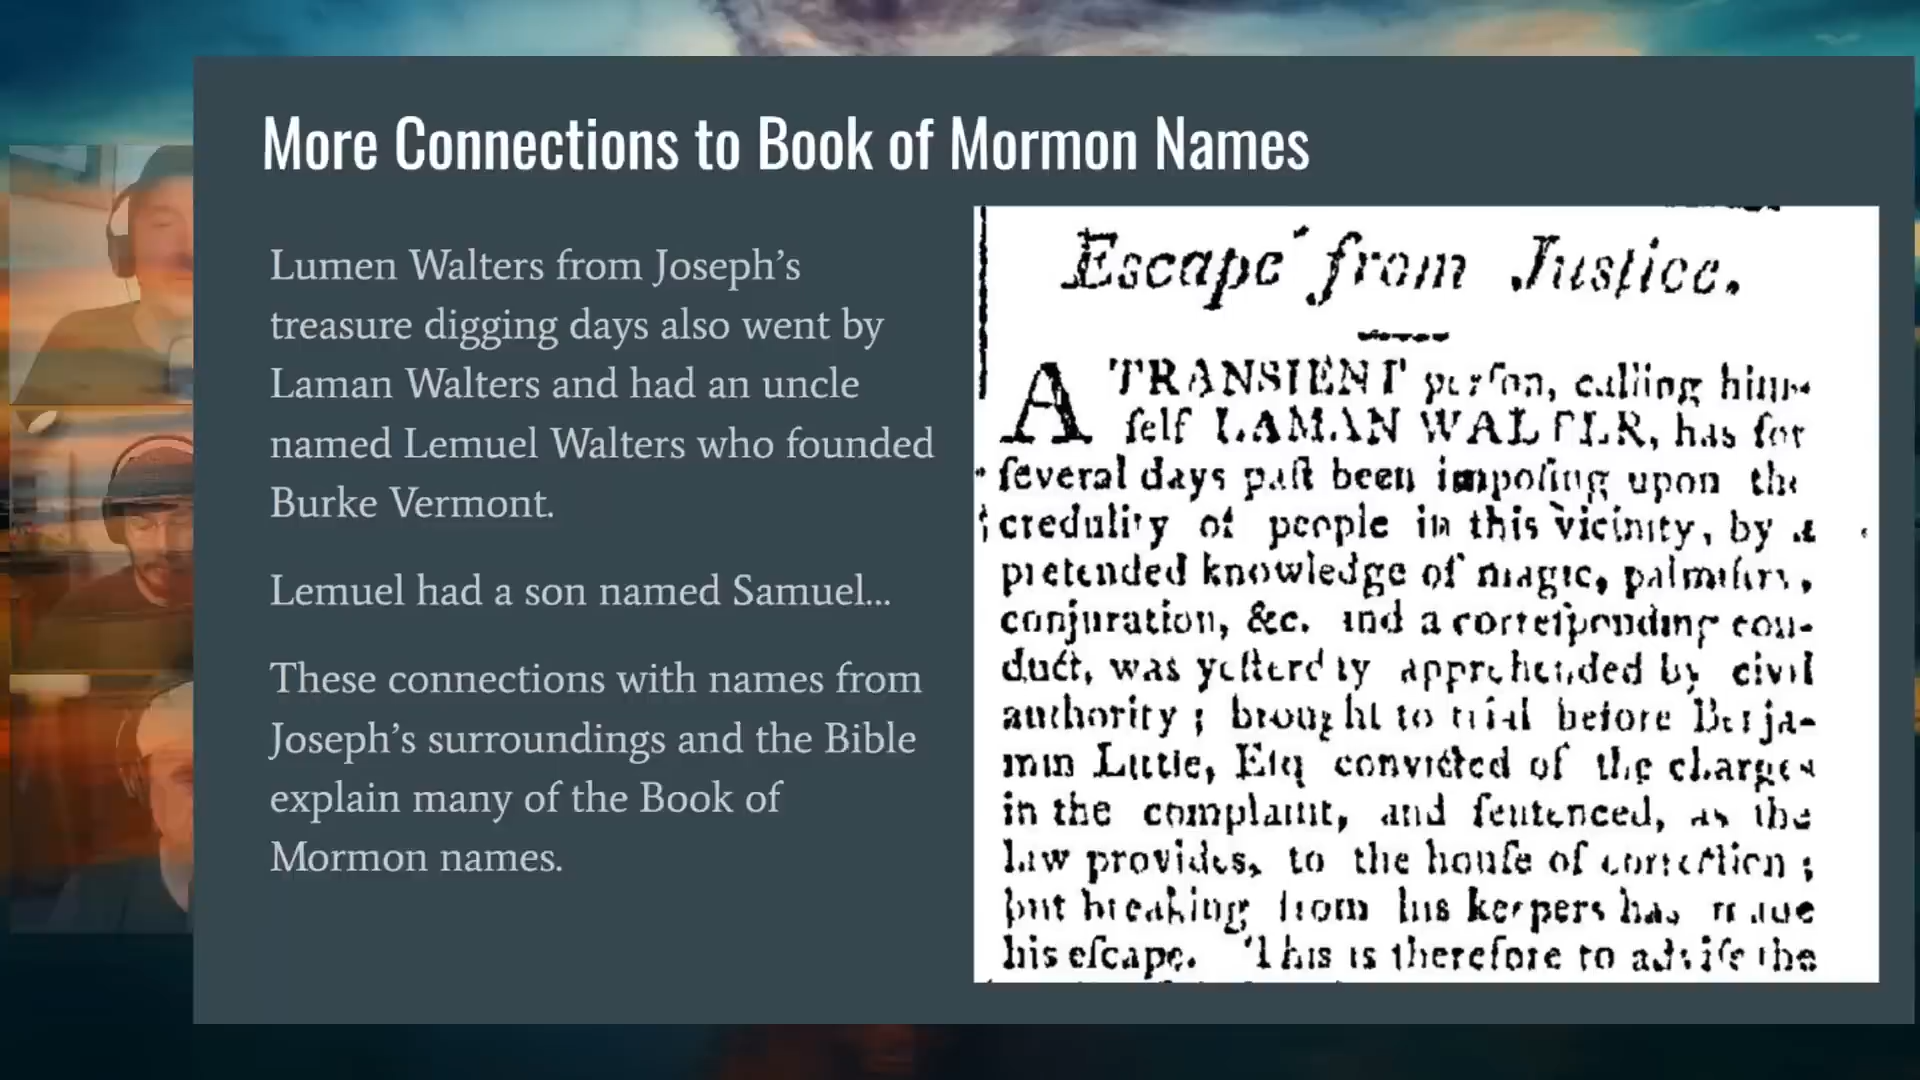 More Connections to Book of Mormon Names
Lumen Walters from Joseph’s
treasure digging days also went by
Laman Walters and had an uncle
named Lemuel Walters who founded
Burke Vermont.
Lemuel had a son named Samuel...
These connections with names from
Joseph’s surroundings and the Bible
explain many of the Book of
Mormon names.
Escape from Justice.
A TRANSIENT perſon, calling him-
ſelf LAMAN WALTER, has for
ſeveral days paſt been impoſing upon the
credulity of people in this vicinity, by a
pretended knowledge of magic, palmiſtry,
conjuration, &c. and a correſponding con-
duct, was yeſterday apprehended by civil
authority ; brought to trial before Benja-
min Little, Eſq convicted of the charges
in the complaint, and ſentenced, as the
law provides, to the houſe of correction ;
but breaking from his keepers has made
his eſcape. This is therefore to adviſe the